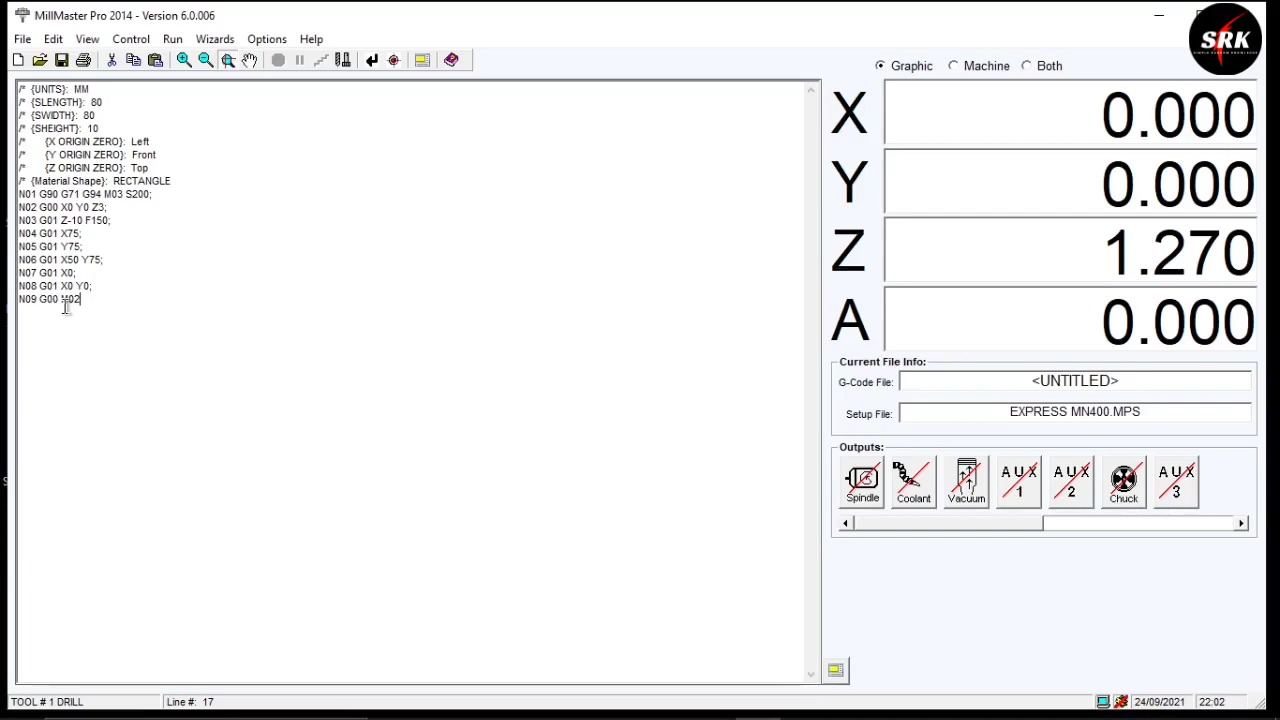 MillMaster Pro 2014 - Version 6.0.006
SRK
File Edit View Control Run Wizards Options Help
Graphic Machine Both
/* {UNITS}: MM
/* {SLENGTH}: 80
/* {SWIDTH}: 80
/* {SHEIGHT}: 10
/* {X ORIGIN ZERO}: Left
/* {Y ORIGIN ZERO}: Front
/* {Z ORIGIN ZERO}: Top
/* {Material Shape}: RECTANGLE
N01 G90 G71 G94 M03 S200;
N02 G00 X0 Y0 Z3;
N03 G01 Z-10 F150;
N04 G01 X75;
N05 G01 Y75;
N06 G01 X50 Y75;
N07 G01 X0;
N08 G01 X0 Y0;
N09 G00
X 0.000
Y 0.000
Z 1.270
A 0.000
Current File Info:
G-Code File: <UNTITLED>
Setup File: EXPRESS MN400.MPS
Outputs:
Spindle
Coolant
Vacuum
AUX 1
AUX 2
Chuck
AUX 3
TOOL # 1 DRILL Line #: 17 24/09/2021 22:02